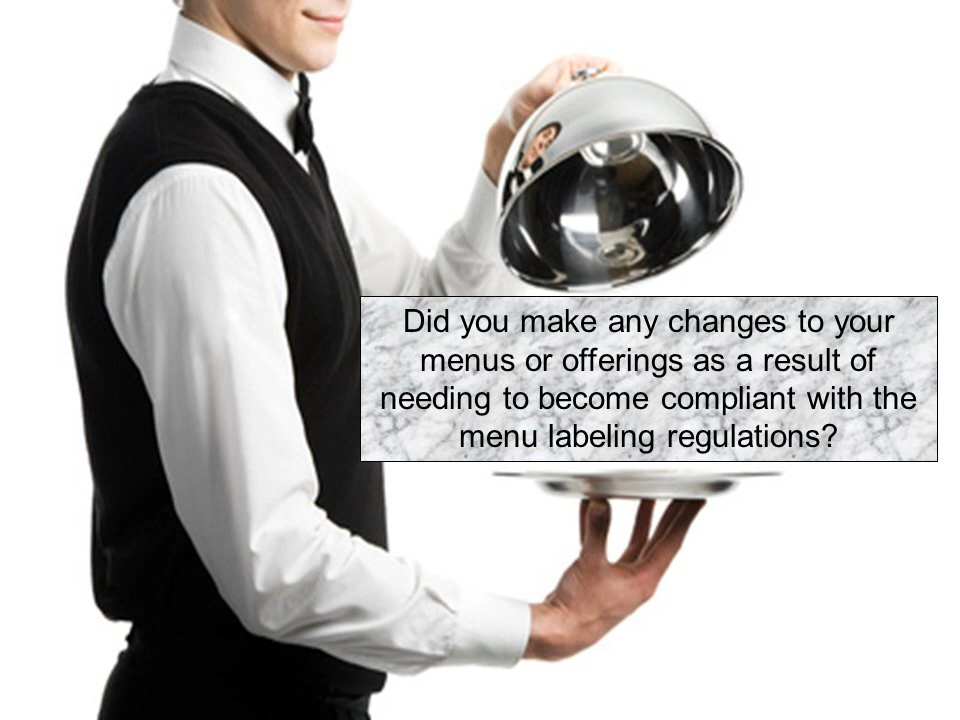 Did you make any changes to your
menus or offerings as a result of
needing to become compliant with the
menu labeling regulations?